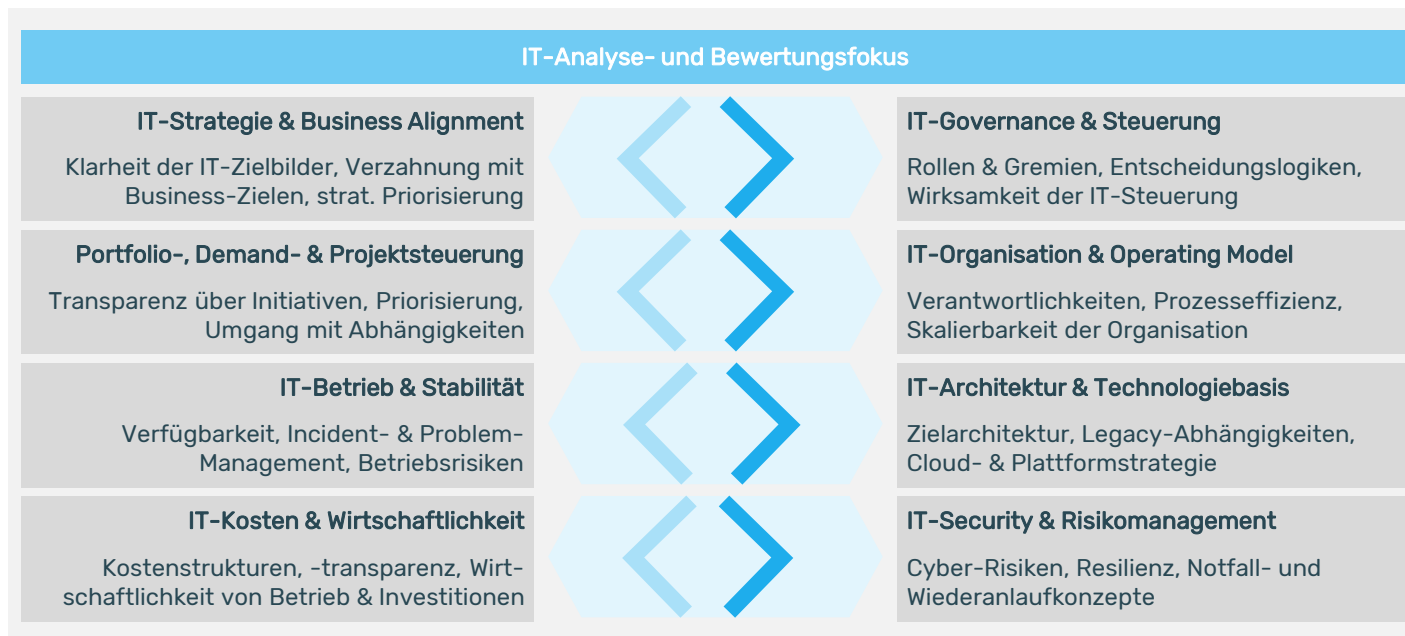 IT-Analyse- und Bewertungsfokus
IT-Strategie & Business Alignment
Klarheit der IT-Zielbilder, Verzahnung mit
Business-Zielen, strat. Priorisierung
IT-Governance & Steuerung
Rollen & Gremien, Entscheidungslogiken,
Wirksamkeit der IT-Steuerung
Portfolio-, Demand- & Projektsteuerung
Transparenz über Initiativen, Priorisierung,
Umgang mit Abhängigkeiten
IT-Organisation & Operating Model
Verantwortlichkeiten, Prozesseffizienz,
Skalierbarkeit der Organisation
IT-Betrieb & Stabilität
Verfügbarkeit, Incident- & Problem-
Management, Betriebsrisiken
IT-Architektur & Technologiebasis
Zielarchitektur, Legacy-Abhängigkeiten,
Cloud- & Plattformstrategie
IT-Kosten & Wirtschaftlichkeit
Kostenstrukturen, -transparenz, Wirt-
schaftlichkeit von Betrieb & Investitionen
IT-Security & Risikomanagement
Cyber-Risiken, Resilienz, Notfall- und
Wiederanlaufkonzepte